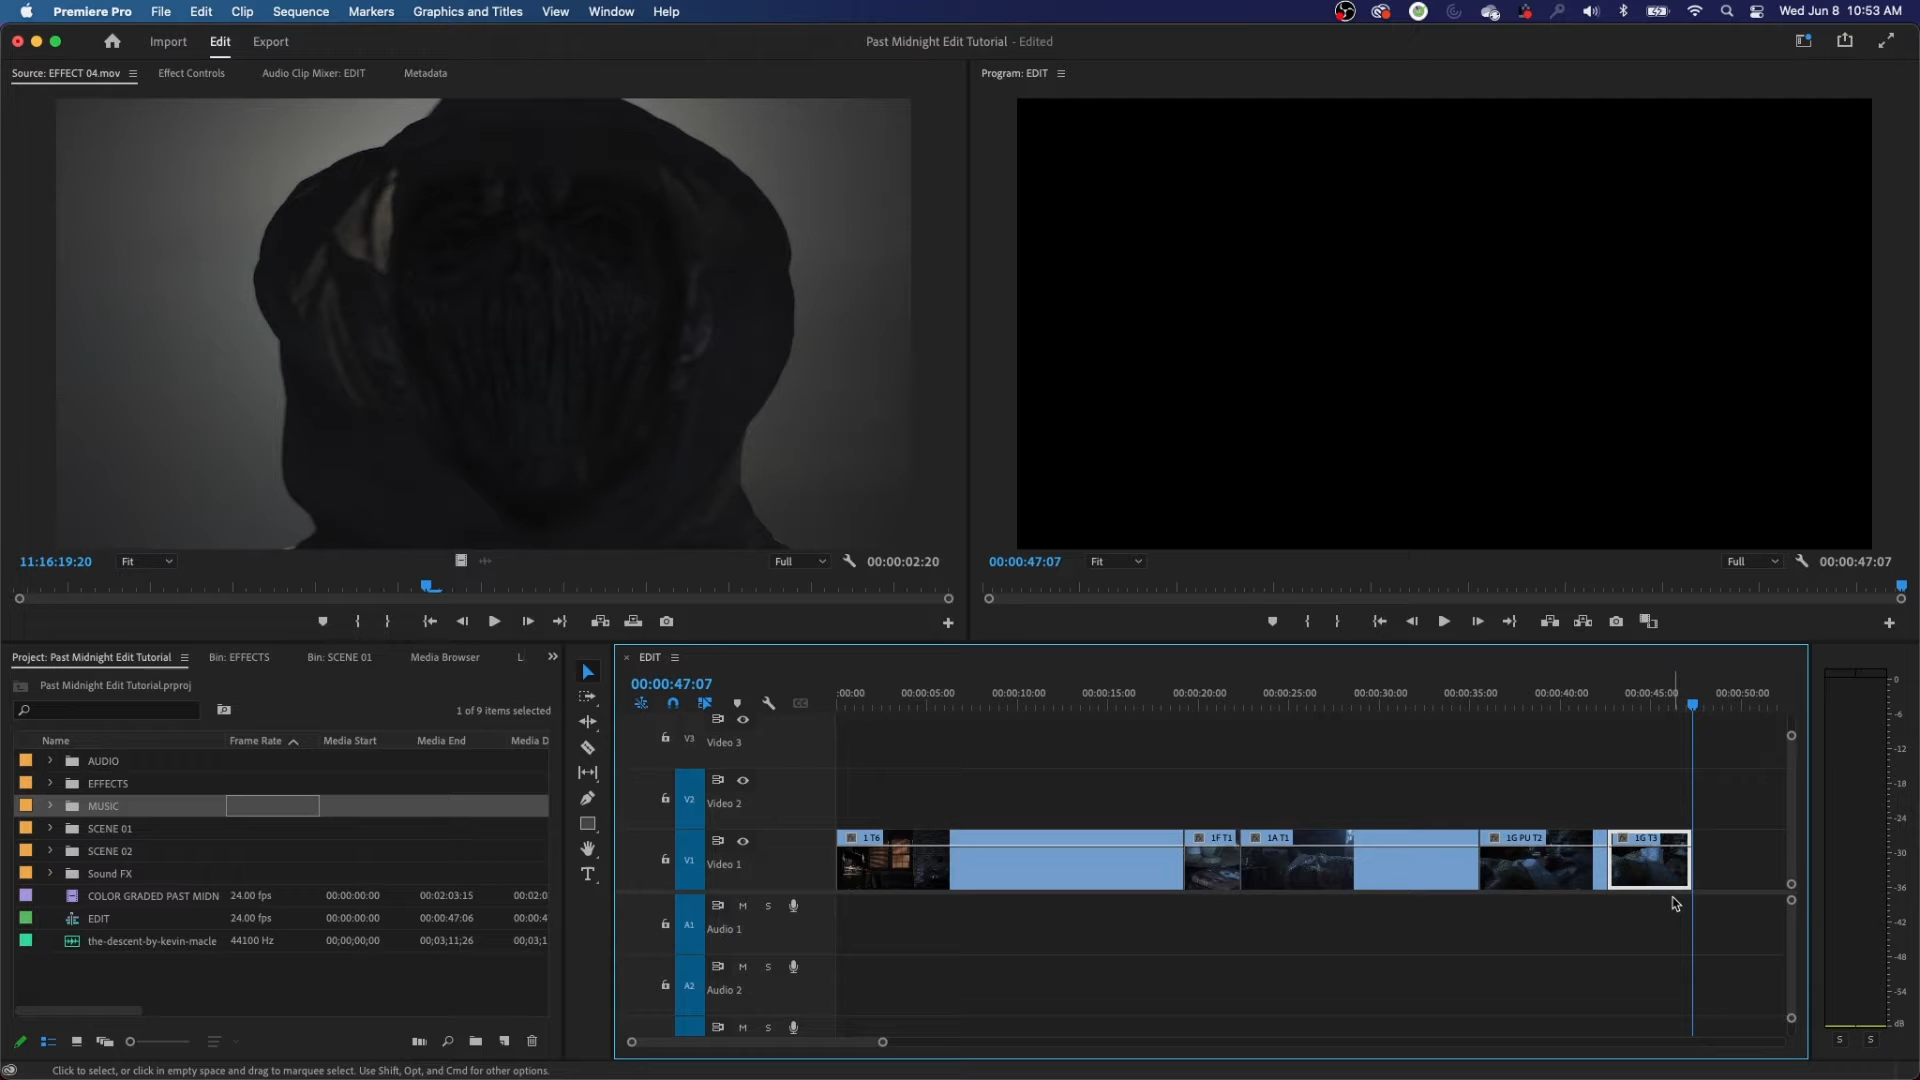 Premiere Pro File Edit Clip Sequence Markers Graphics and Titles View Window Help Wed Jun 8 10:53 AM
Import Edit Export Past Midnight Edit Tutorial - Edited
Source: EFFECT 04.mov Effect Controls Audio Clip Mixer: EDIT Metadata
Program: EDIT
11:16:19:20 Fit Full 00:00:02:20
00:00:47:07 Fit Full 00:00:47:07
Project: Past Midnight Edit Tutorial Bin: EFFECTS Bin: SCENE 01 Media Browser L
Past Midnight Edit Tutorial.prproj
1 of 9 items selected
Name Frame Rate Media Start Media End Media D
AUDIO
EFFECTS
MUSIC
SCENE 01
SCENE 02
Sound FX
COLOR GRADED PAST MIDN 24.00 fps 00:00:00:00 00:02:03:15 00:02:0
EDIT 24.00 fps 00:00:00:00 00:00:47:06 00:00:4
the-descent-by-kevin-macle 44100 Hz 00;00;00;00 00;03;11;26 00;03;1
EDIT
00:00:47:07
:00:00 00:00:05:00 00:00:10:00 00:00:15:00 00:00:20:00 00:00:25:00 00:00:30:00 00:00:35:00 00:00:40:00 00:00:45:00 00:00:50:00
V3 Video 3
V2 Video 2
V1 Video 1
fx 1 T6 fx 1F T1 fx 1A T1 fx 1G PU T2 fx 1G T3
M S
A1 Audio 1
M S
A2 Audio 2
M S
0
-6
-12
-18
-24
-30
-36
-42
-48
-54
dB
S S
Click to select, or click in empty space and drag to marquee select. Use Shift, Opt, and Cmd for other options.